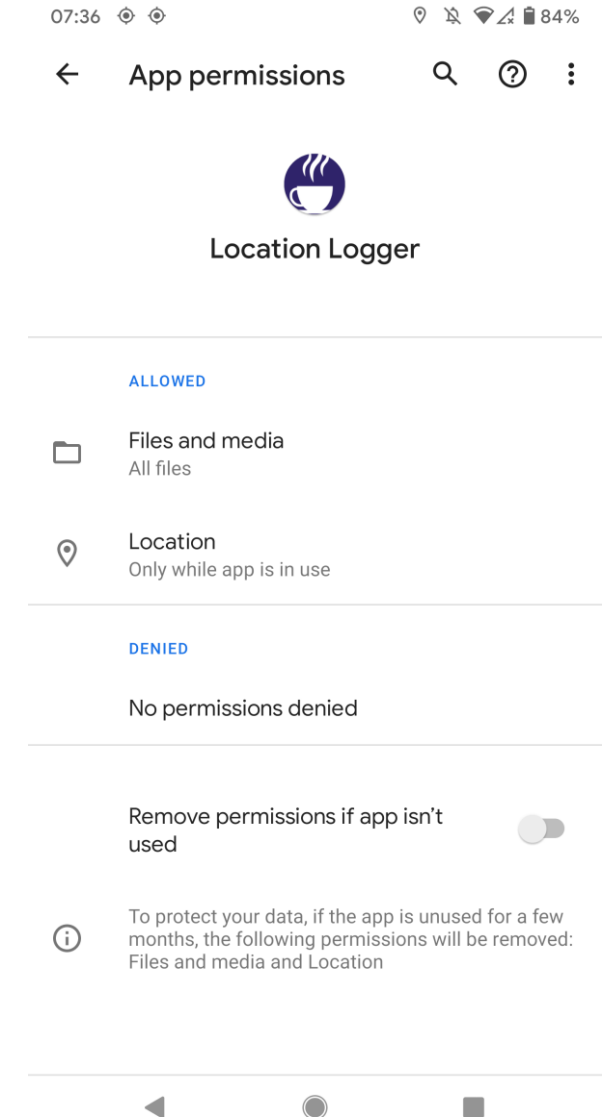 07:36 84%
App permissions
Location Logger
ALLOWED
Files and media
All files
Location
Only while app is in use
DENIED
No permissions denied
Remove permissions if app isn’t
used
To protect your data, if the app is unused for a few
months, the following permissions will be removed:
Files and media and Location